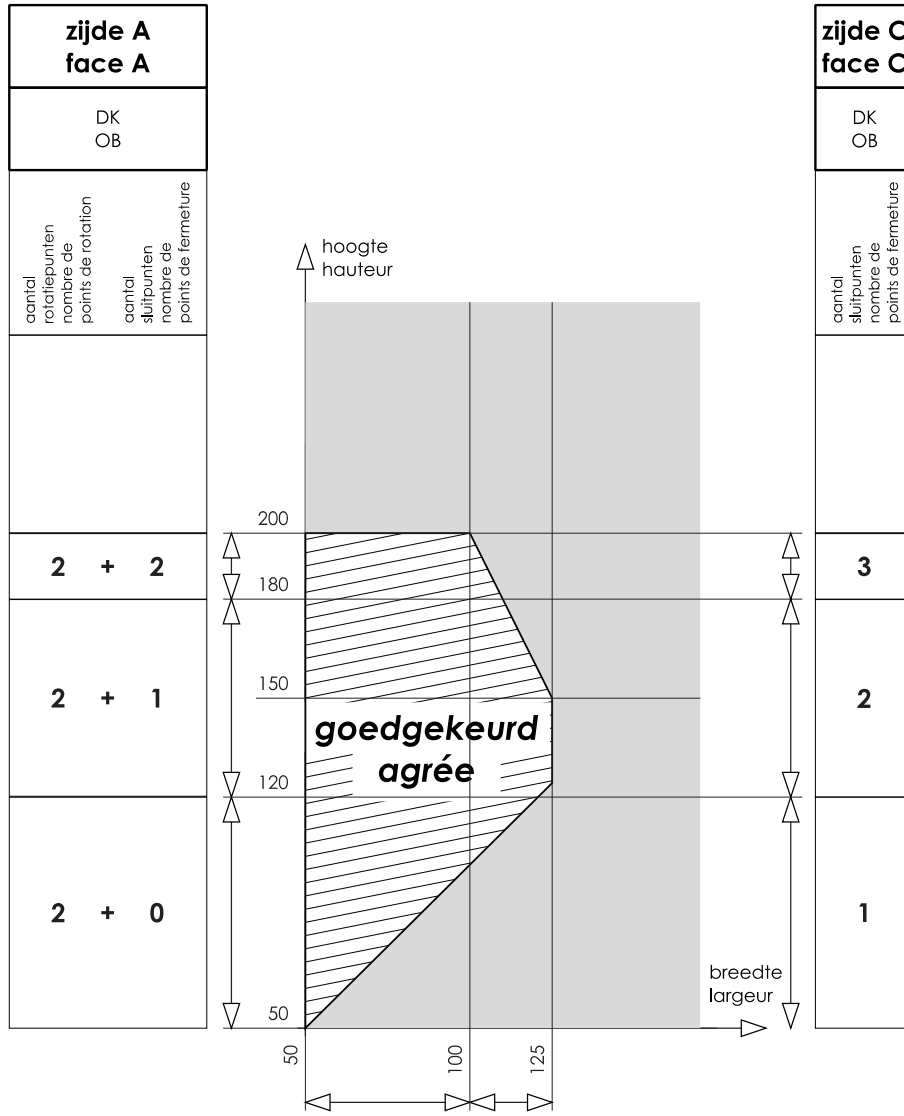 zijde A
face A
DK
OB
aantal
rotatiepunten
nombre de
points de rotation
aantal
sluitpunten
nombre de
points de fermeture
2 + 2
2 + 1
2 + 0
hoogte
hauteur
200
180
150
120
50
goedgekeurd
agrée
breedte
largeur
50
100
125
zijde C
face C
DK
OB
aantal
sluitpunten
nombre de
points de fermeture
3
2
1